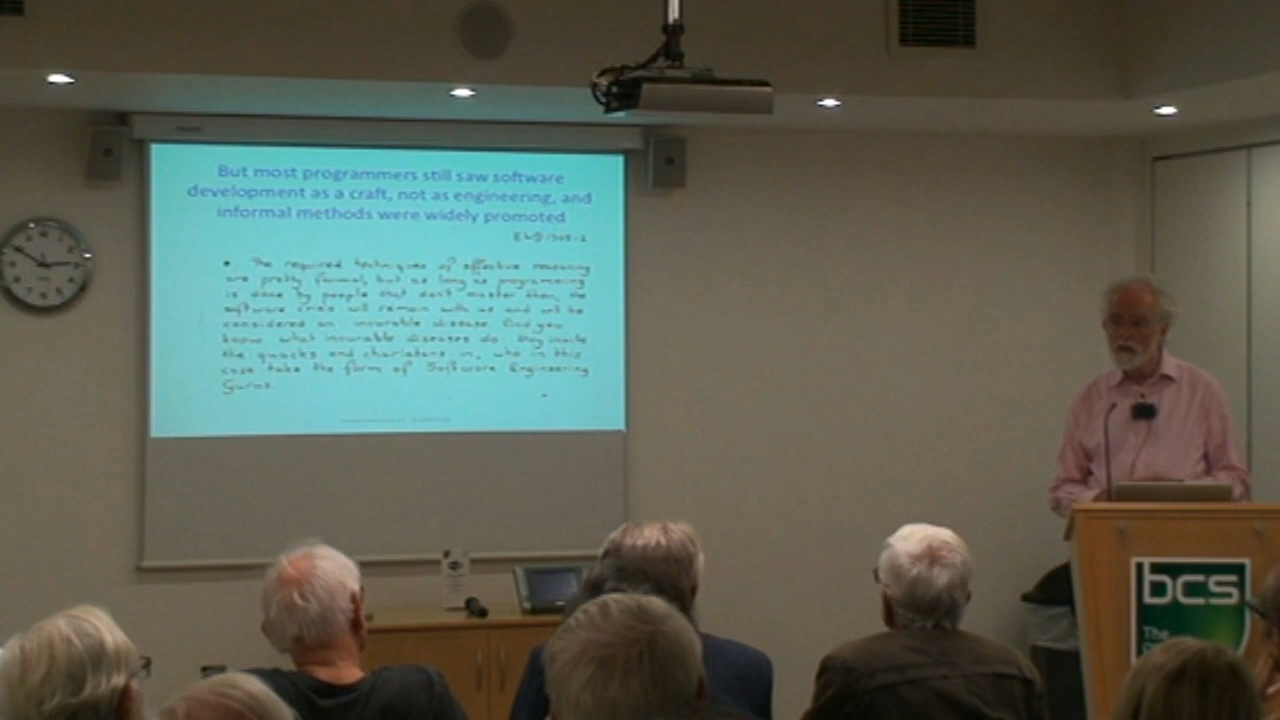 But most programmers still saw software
development as a craft, not as engineering, and
informal methods were widely promoted
• The required techniques of effective reasoning
are pretty formal, but as long as programming
is done by people that don't master them, the
software crisis will remain with us and will be
considered an incurable disease. And you
know what incurable diseases do: they invite
the quacks and charlatans in, who in this
case take the form of Software Engineering
Gurus.
bcs
The